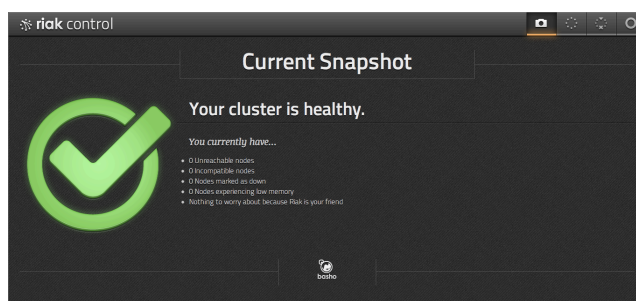 riak control
Current Snapshot
Your cluster is healthy.
You currently have...
0 Unreachable nodes
0 Incompatible nodes
0 Nodes marked as down
0 Nodes experiencing low memory
Nothing to worry about because Riak is your friend
basho